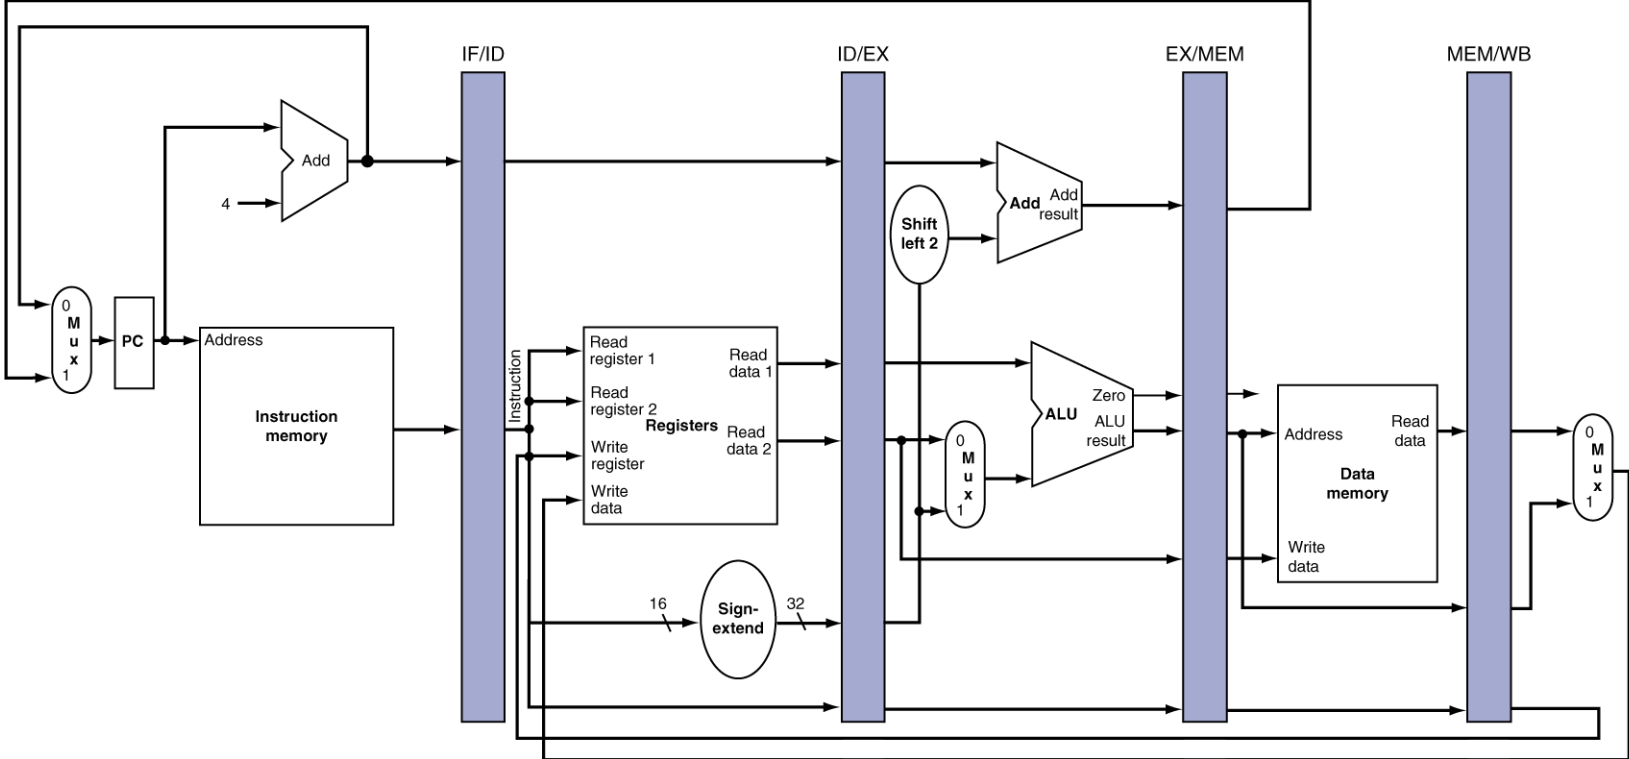 IF/ID
ID/EX
EX/MEM
MEM/WB
Add
4
Shift
left 2
Add
Add
result
0
M
u
x
1
PC
Address
Instruction
memory
Instruction
Read
register 1
Read
register 2
Write
register
Write
data
Registers
Read
data 1
Read
data 2
0
M
u
x
1
ALU
Zero
ALU
result
Address
Read
data
Data
memory
Write
data
0
M
u
x
1
16
Sign-
extend
32